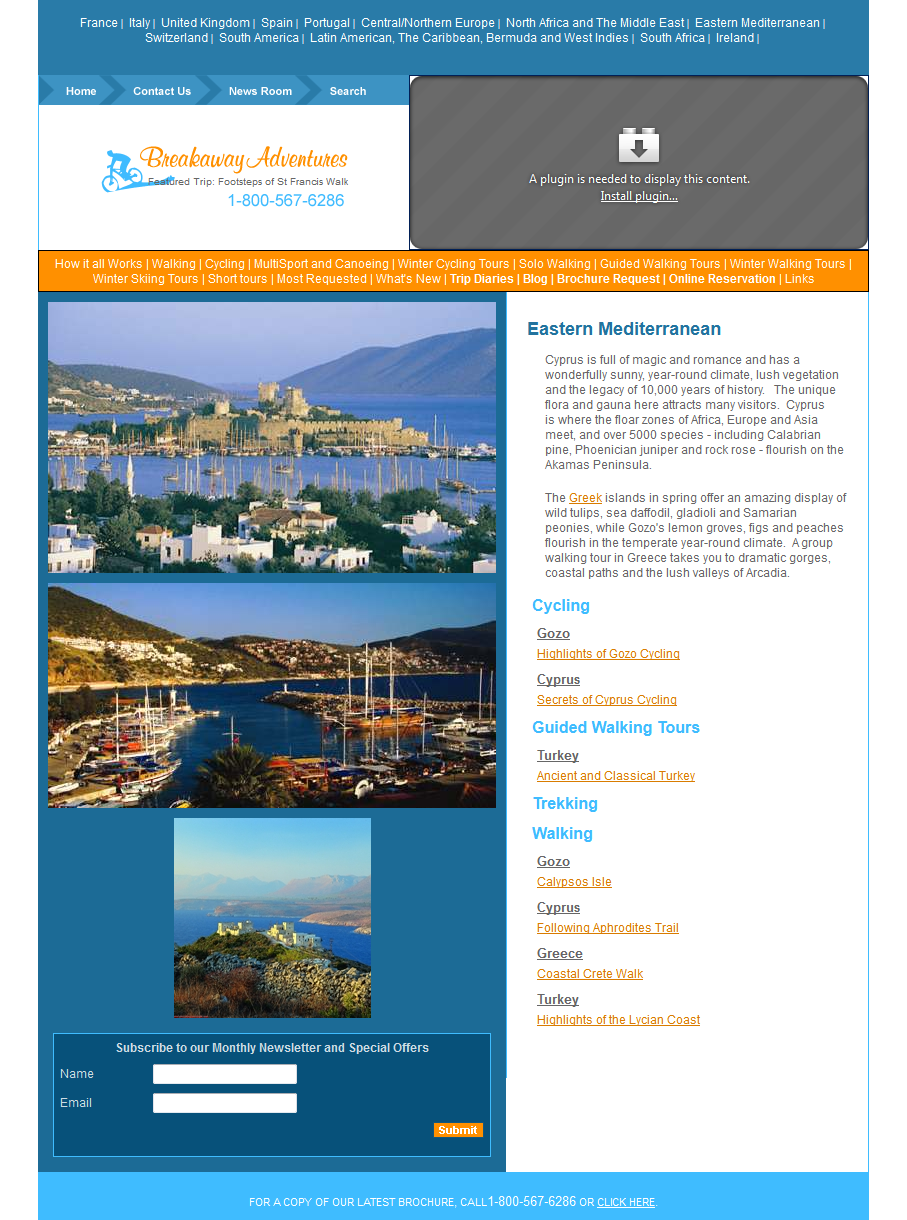 France | Italy | United Kingdom | Spain | Portugal | Central/Northern Europe | North Africa and The Middle East | Eastern Mediterranean |
Switzerland | South America | Latin American, The Caribbean, Bermuda and West Indies | South Africa | Ireland |
Home Contact Us News Room Search
A plugin is needed to display this content.
Install plugin...
Breakaway Adventures
Featured Trip: Footsteps of St Francis Walk
1-800-567-6286
How it all Works | Walking | Cycling | MultiSport and Canoeing | Winter Cycling Tours | Solo Walking | Guided Walking Tours | Winter Walking Tours |
Winter Skiing Tours | Short tours | Most Requested | What's New | Trip Diaries | Blog | Brochure Request | Online Reservation | Links
Eastern Mediterranean
Cyprus is full of magic and romance and has a
wonderfully sunny, year-round climate, lush vegetation
and the legacy of 10,000 years of history. The unique
flora and gauna here attracts many visitors. Cyprus
is where the floar zones of Africa, Europe and Asia
meet, and over 5000 species - including Calabrian
pine, Phoenician juniper and rock rose - flourish on the
Akamas Peninsula.
The Greek islands in spring offer an amazing display of
wild tulips, sea daffodil, gladioli and Samarian
peonies, while Gozo's lemon groves, figs and peaches
flourish in the temperate year-round climate. A group
walking tour in Greece takes you to dramatic gorges,
coastal paths and the lush valleys of Arcadia.
Cycling
Gozo
Highlights of Gozo Cycling
Cyprus
Secrets of Cyprus Cycling
Guided Walking Tours
Turkey
Ancient and Classical Turkey
Trekking
Walking
Gozo
Calypsos Isle
Cyprus
Following Aphrodites Trail
Greece
Coastal Crete Walk
Turkey
Highlights of the Lycian Coast
Subscribe to our Monthly Newsletter and Special Offers
Name
Email
Submit
FOR A COPY OF OUR LATEST BROCHURE, CALL 1-800-567-6286 OR CLICK HERE.